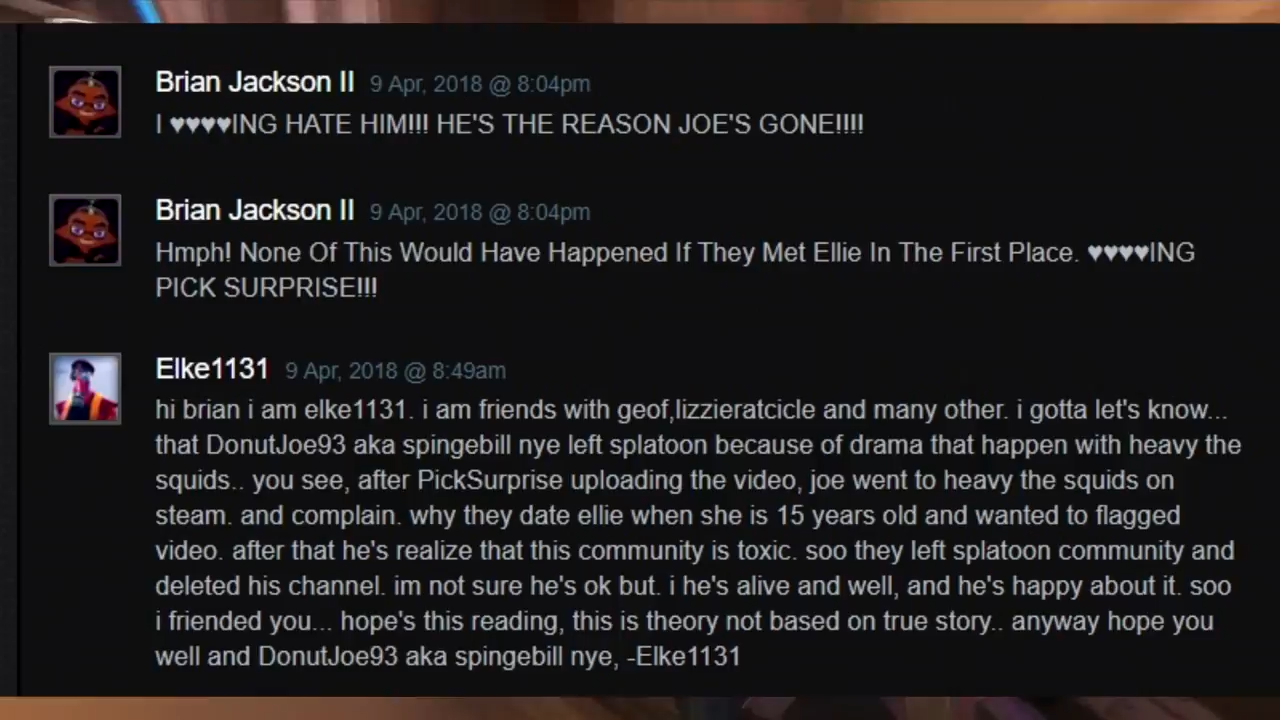 Brian Jackson II 9 Apr, 2018 @ 8:04pm
I ♥♥♥♥ING HATE HIM!!! HE'S THE REASON JOE'S GONE!!!!
Brian Jackson II 9 Apr, 2018 @ 8:04pm
Hmph! None Of This Would Have Happened If They Met Ellie In The First Place. ♥♥♥♥ING
PICK SURPRISE!!!
Elke1131 9 Apr, 2018 @ 8:49am
hi brian i am elke1131. i am friends with geof,lizzieratcicle and many other. i gotta let's know...
that DonutJoe93 aka spingebill nye left splatoon because of drama that happen with heavy the
squids.. you see, after PickSurprise uploading the video, joe went to heavy the squids on
steam. and complain. why they date ellie when she is 15 years old and wanted to flagged
video. after that he's realize that this community is toxic. soo they left splatoon community and
deleted his channel. im not sure he's ok but. i he's alive and well, and he's happy about it. soo
i friended you... hope's this reading, this is theory not based on true story.. anyway hope you
well and DonutJoe93 aka spingebill nye, -Elke1131